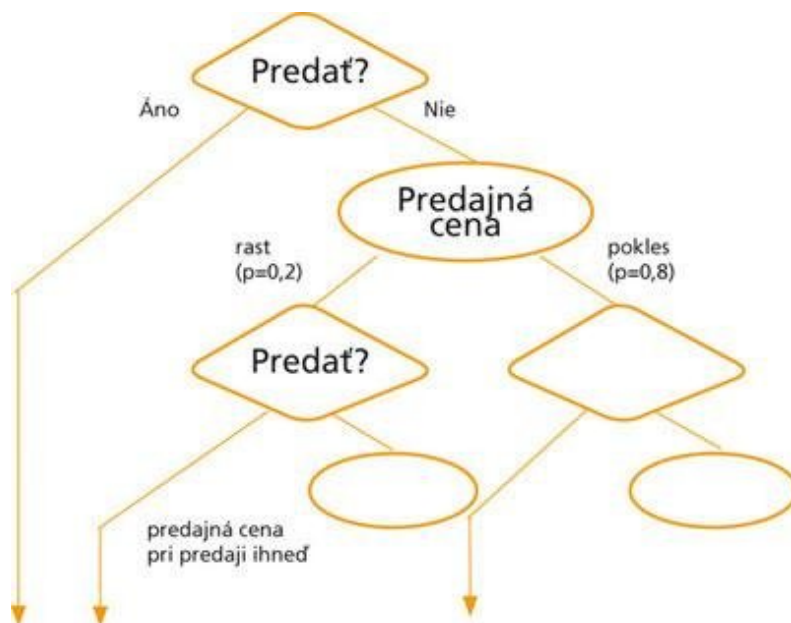 Predať?
Áno
Nie
Predajná
cena
rast
(p=0,2)
pokles
(p=0,8)
Predať?
predajná cena
pri predaji ihneď